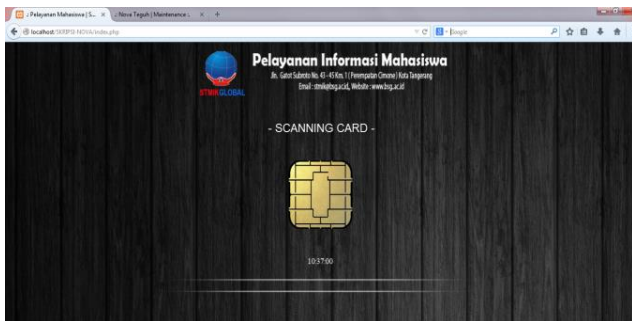 : Pelayanan Mahasiswa | S...
: Nova Teguh | Maintenance :.
localhost/SKRIPSI-NOVA/index.php
Google
STMIK GLOBAL
Pelayanan Informasi Mahasiswa
Jln. Gatot Subroto No. 43 - 45 Km. 1 ( Perempatan Cimone ) Kota Tangerang
Email : stmik@bsg.ac.id, Website : www.bsg.ac.id
- SCANNING CARD -
10:37:00